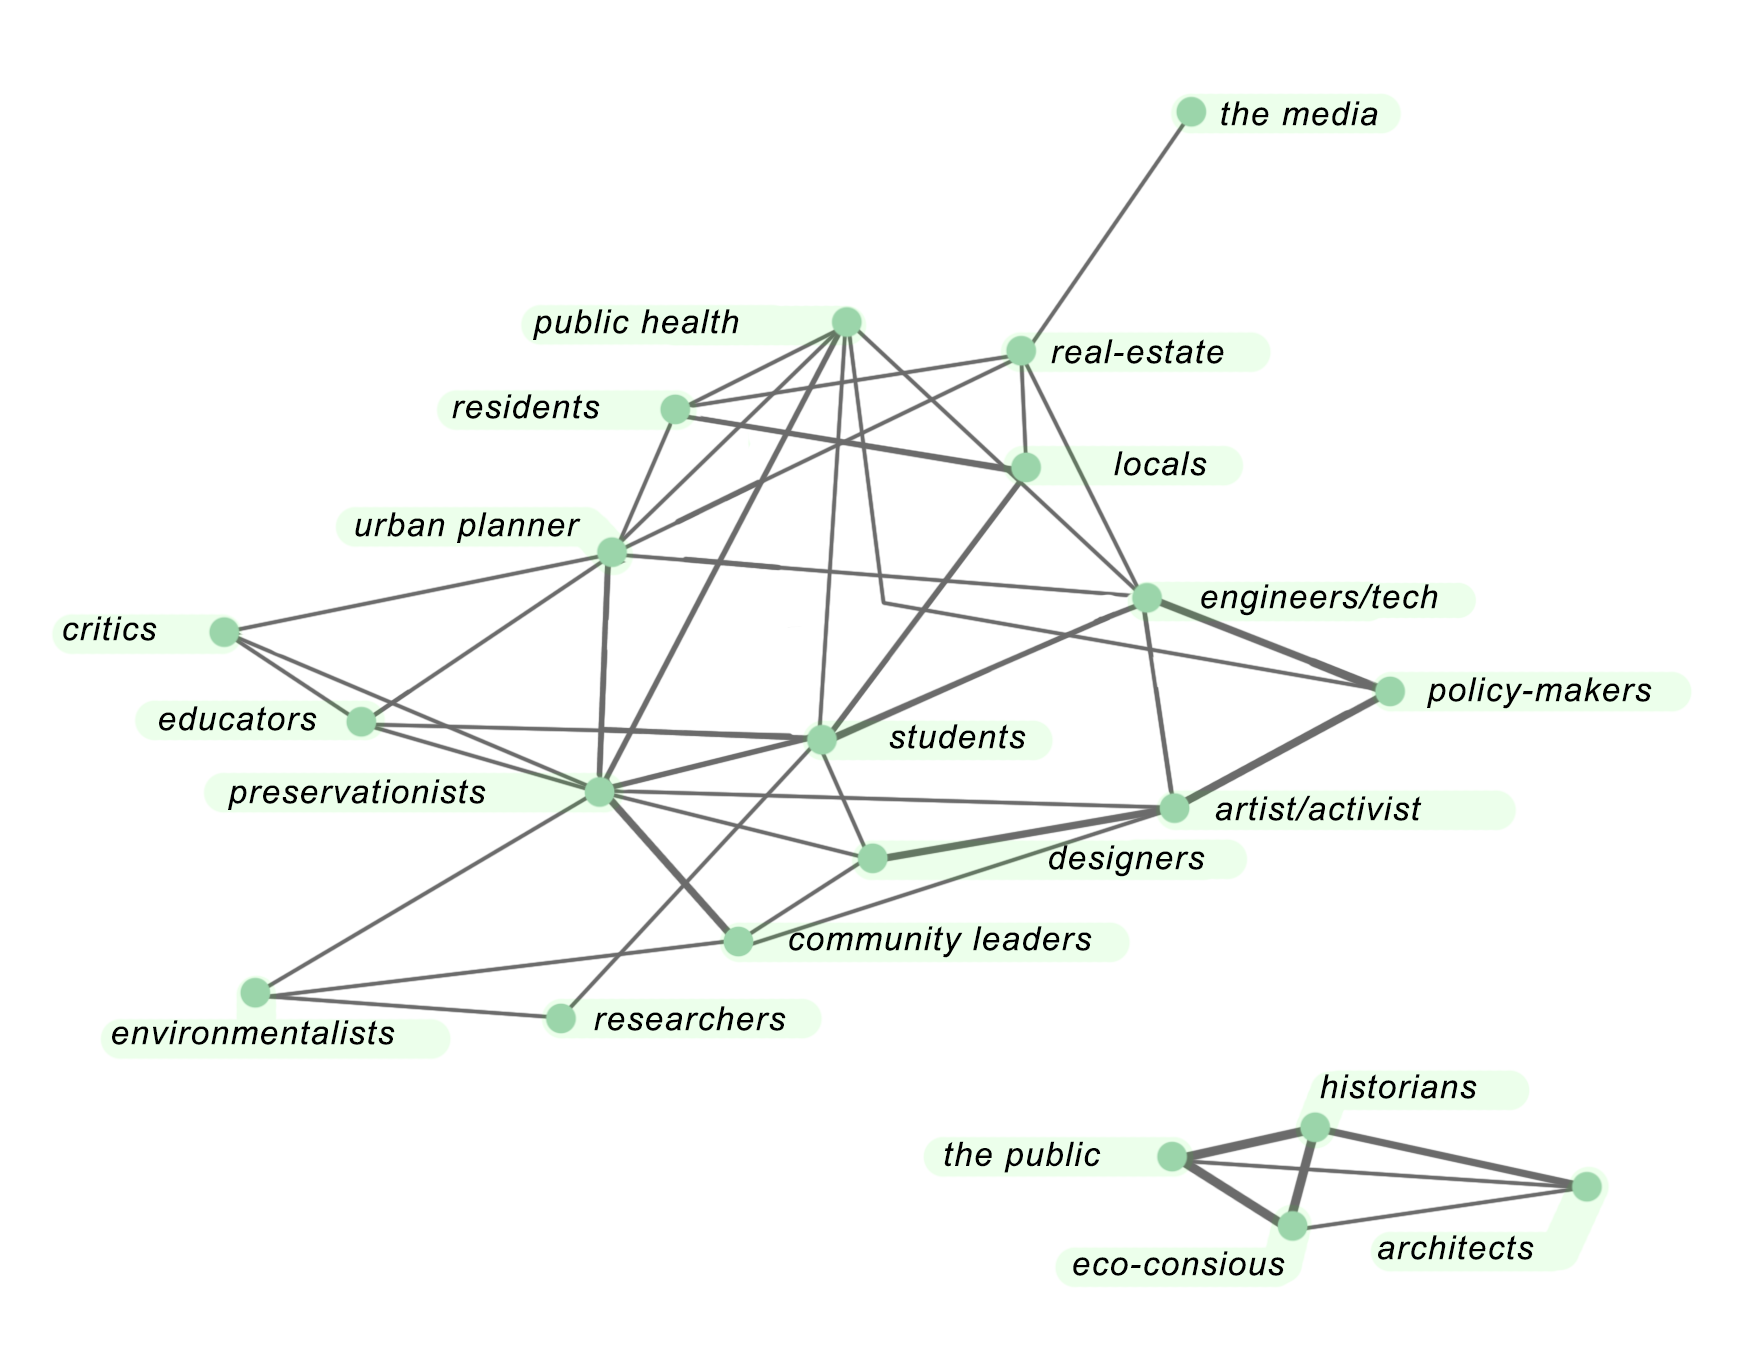 the media
public health
real-estate
residents
locals
urban planner
engineers/tech
critics
policy-makers
educators
students
preservationists
artist/activist
designers
community leaders
researchers
environmentalists
historians
the public
architects
eco-consious